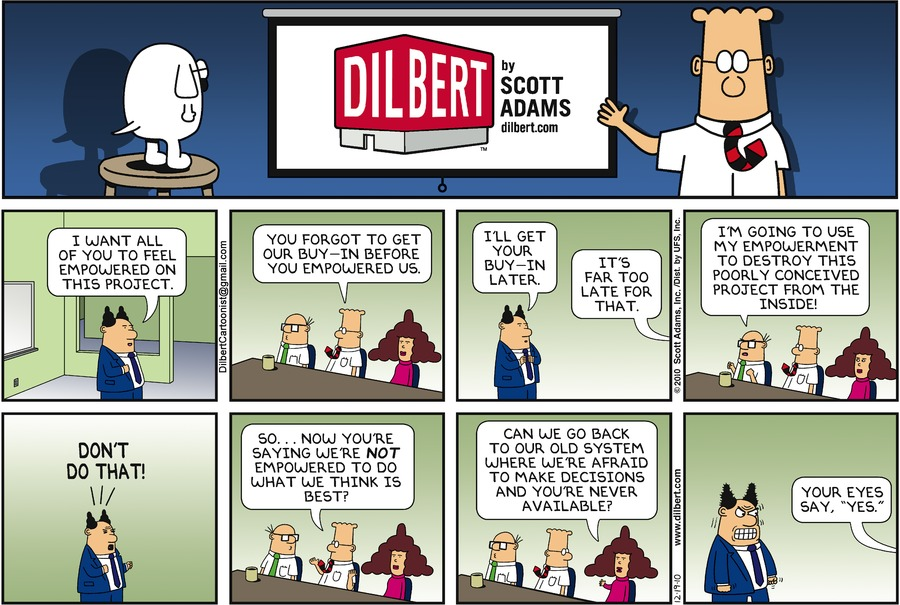 DILBERT
by
SCOTT
ADAMS
dilbert.com
TM
I WANT ALL
OF YOU TO FEEL
EMPOWERED ON
THIS PROJECT.
DilbertCartoonist@gmail.com
YOU FORGOT TO GET
OUR BUY-IN BEFORE
YOU EMPOWERED US.
I'LL GET
YOUR
BUY-IN
LATER.
IT'S
FAR TOO
LATE FOR
THAT.
© 2010 Scott Adams, Inc. /Dist. by UFS, Inc.
I'M GOING TO USE
MY EMPOWERMENT
TO DESTROY THIS
POORLY CONCEIVED
PROJECT FROM THE
INSIDE!
DON'T
DO THAT!
SO... NOW YOU'RE
SAYING WE'RE NOT
EMPOWERED TO DO
WHAT WE THINK IS
BEST?
CAN WE GO BACK
TO OUR OLD SYSTEM
WHERE WE'RE AFRAID
TO MAKE DECISIONS
AND YOU'RE NEVER
AVAILABLE?
12-19-10 www.dilbert.com
YOUR EYES
SAY, "YES."